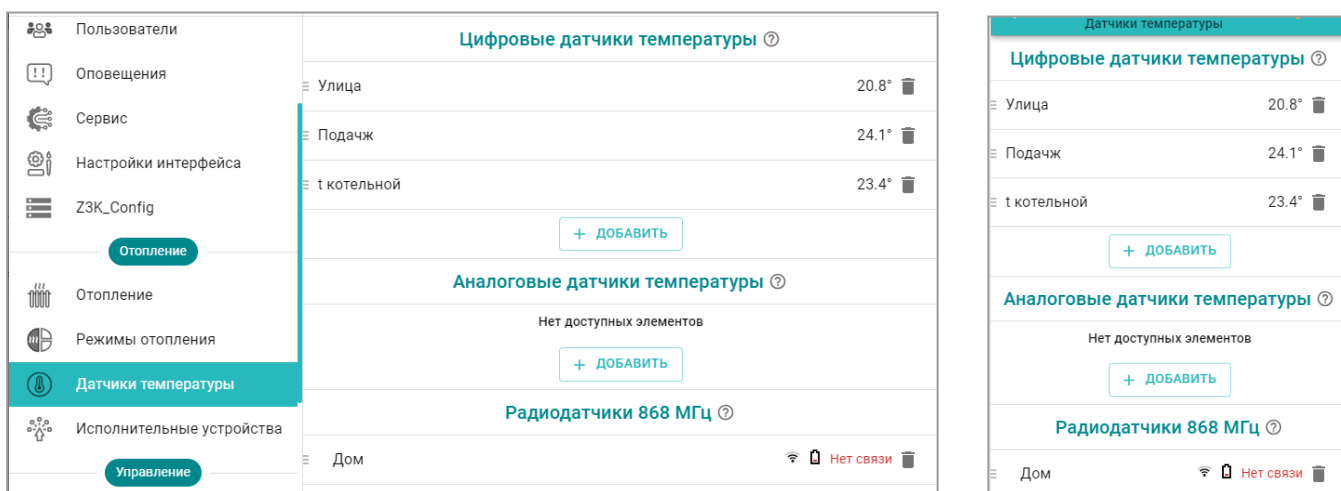 Пользователи
Оповещения
Сервис
Настройки интерфейса
Z3K_Config
Отопление
Отопление
Режимы отопления
Датчики температуры
Исполнительные устройства
Управление
Цифровые датчики температуры ?
Улица 20.8°
Подачж 24.1°
t котельной 23.4°
+ ДОБАВИТЬ
Аналоговые датчики температуры ?
Нет доступных элементов
+ ДОБАВИТЬ
Радиодатчики 868 МГц ?
Дом Нет связи
Датчики температуры
Цифровые датчики температуры ?
Улица 20.8°
Подачж 24.1°
t котельной 23.4°
+ ДОБАВИТЬ
Аналоговые датчики температуры ?
Нет доступных элементов
+ ДОБАВИТЬ
Радиодатчики 868 МГц ?
Дом Нет связи